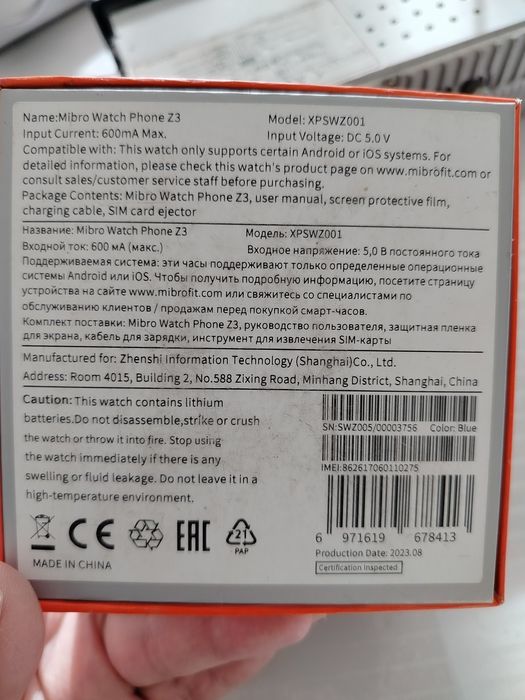 Name:Mibro Watch Phone Z3 Model: XPSWZ001
Input Current: 600mA Max. Input Voltage: DC 5.0 V
Compatible with: This watch only supports certain Android or iOS systems. For
detailed information, please check this watch's product page on www.mibrofit.com or
consult sales/customer service staff before purchasing.
Package Contents: Mibro Watch Phone Z3, user manual, screen protective film,
charging cable, SIM card ejector
Название: Mibro Watch Phone Z3 Модель: XPSWZ001
Входной ток: 600 мА (макс.) Входное напряжение: 5,0 В постоянного тока
Поддерживаемая система: эти часы поддерживают только определенные операционные
системы Android или iOS. Чтобы получить подробную информацию, посетите страницу
устройства на сайте www.mibrofit.com или свяжитесь со специалистами по
обслуживанию клиентов / продажам перед покупкой смарт-часов.
Комплект поставки: Mibro Watch Phone Z3, руководство пользователя, защитная пленка
для экрана, кабель для зарядки, инструмент для извлечения SIM-карты
Manufactured for: Zhenshi Information Technology (Shanghai)Co., Ltd.
Address: Room 4015, Building 2, No.588 Zixing Road, Minhang District, Shanghai, China
Caution: This watch contains lithium
batteries.Do not disassemble,strike or crush
the watch or throw it into fire. Stop using
the watch immediately if there is any
swelling or fluid leakage. Do not leave it in a
high-temperature environment.
SN:SWZ005/00003756 Color: Blue
IMEI:862617060110275
6 971619 678413
Production Date: 2023.08
Certification Inspected
CE EAC 21
PAP
MADE IN CHINA